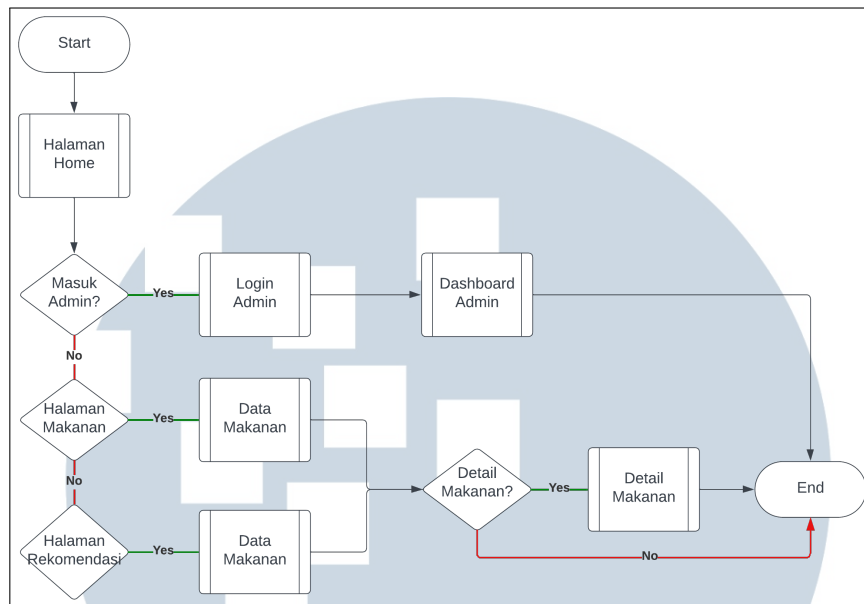 Start
Halaman
Home
Masuk
Admin?
Yes
Login
Admin
Dashboard
Admin
No
Halaman
Makanan
Yes
Data
Makanan
No
Detail
Makanan?
Yes
Detail
Makanan
End
Halaman
Rekomendasi
Yes
Data
Makanan
No